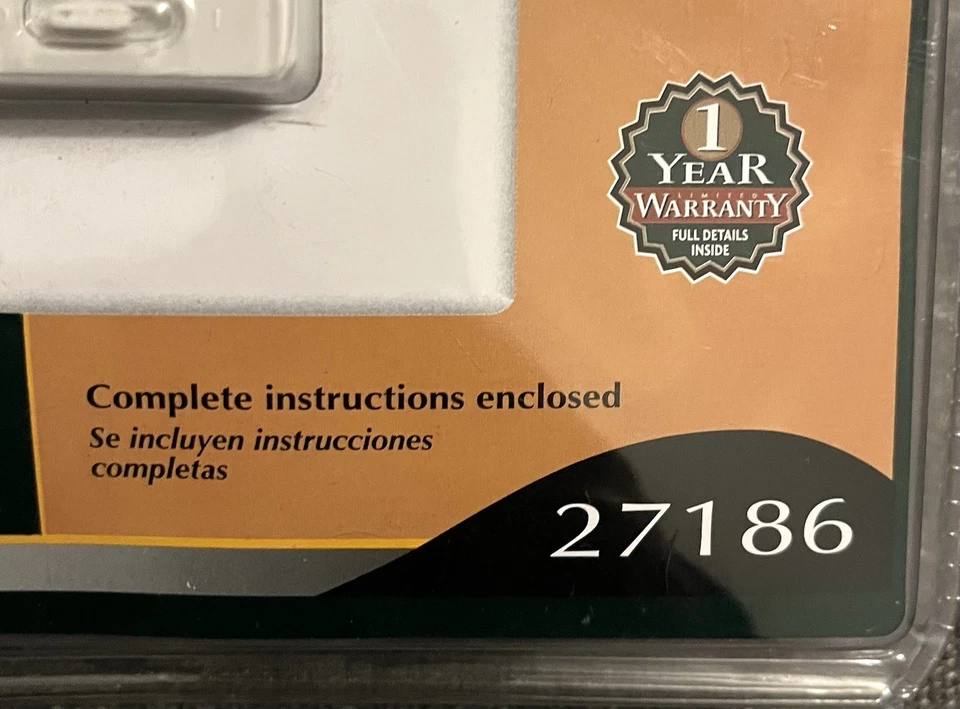 1
YEAR
LIMITED
WARRANTY
FULL DETAILS
INSIDE
Complete instructions enclosed
Se incluyen instrucciones
completas
27186